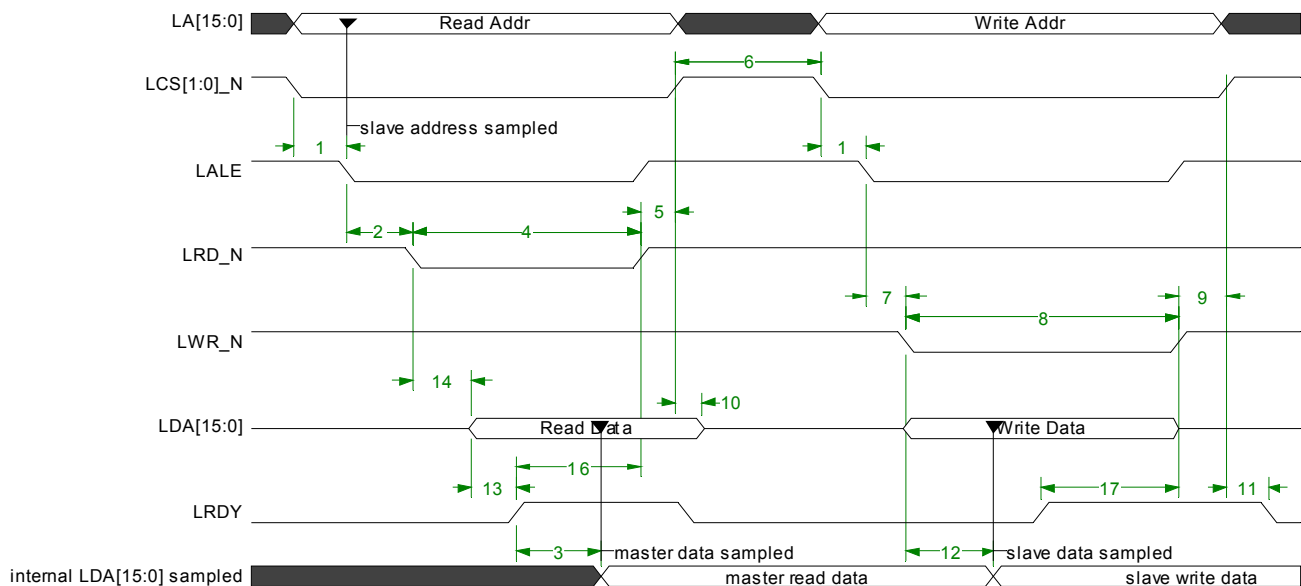 LA[15:0] Read Addr Write Addr
6
LCS[1:0]_N
slave address sampled
1 1
LALE
5
2 4
LRD_N
7 9
8
LWR_N
14
10
LDA[15:0] Read Data Write Data
16
13 17 11
LRDY
3 master data sampled 12 slave data sampled
internal LDA[15:0] sampled master read data slave write data